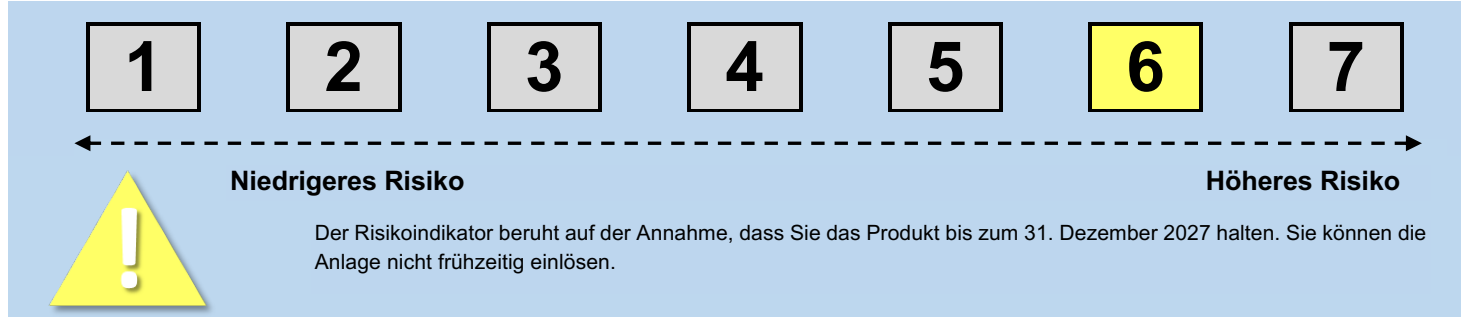 1 2 3 4 5 6 7
Niedrigeres Risiko Höheres Risiko
!
Der Risikoindikator beruht auf der Annahme, dass Sie das Produkt bis zum 31. Dezember 2027 halten. Sie können die
Anlage nicht frühzeitig einlösen.